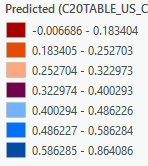 Predicted (C20TABLE_US_C
-0.006686 - 0.183404
0.183405 - 0.252703
0.252704 - 0.322973
0.322974 - 0.400293
0.400294 - 0.486226
0.486227 - 0.586284
0.586285 - 0.864086